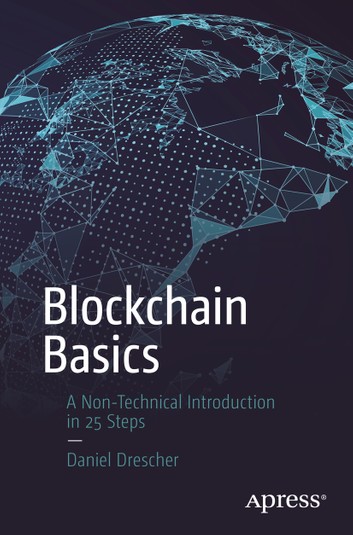 Blockchain
Basics
A Non-Technical Introduction
in 25 Steps
—
Daniel Drescher
Apress®